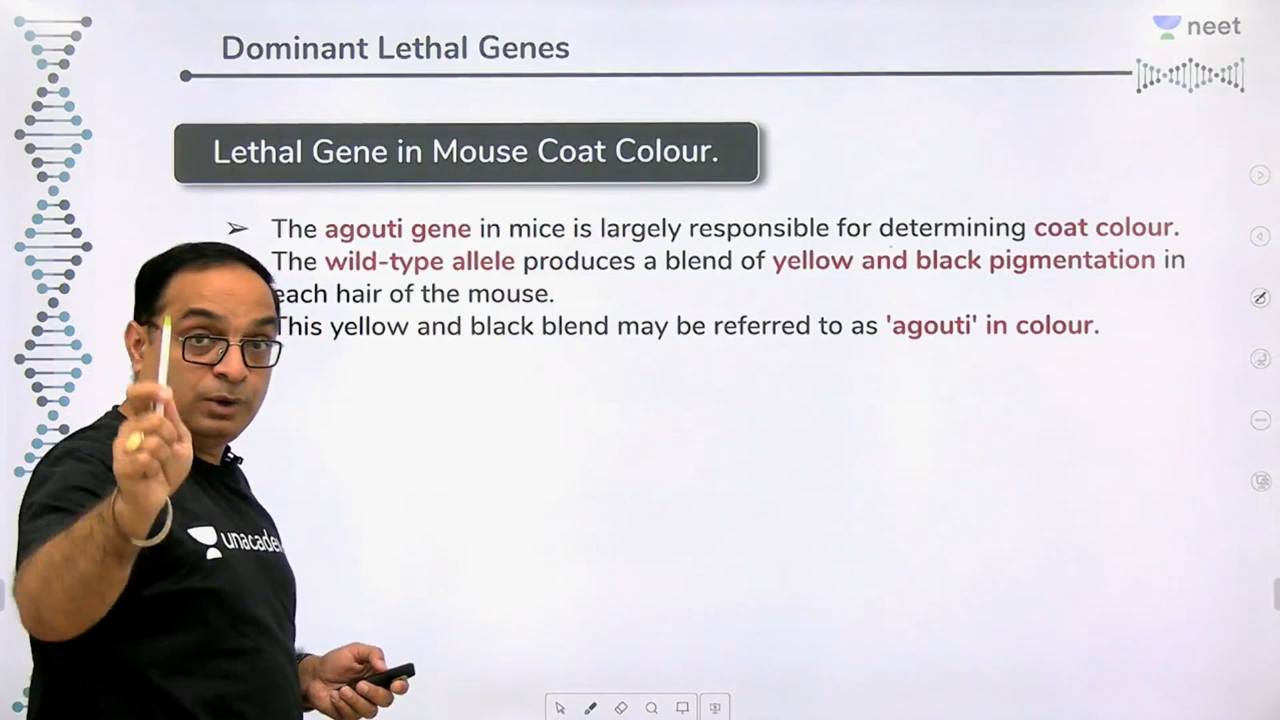 Dominant Lethal Genes
neet
Lethal Gene in Mouse Coat Colour.
➢ The agouti gene in mice is largely responsible for determining coat colour.
The wild-type allele produces a blend of yellow and black pigmentation in
each hair of the mouse.
This yellow and black blend may be referred to as 'agouti' in colour.
unacade